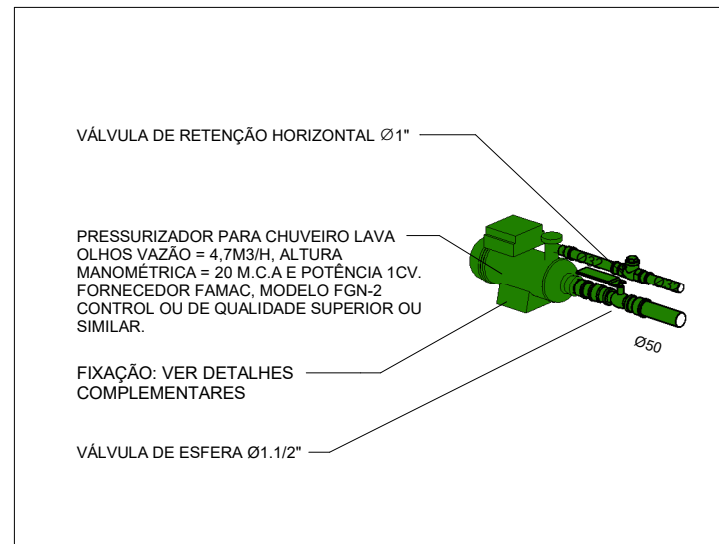 VÁLVULA DE RETENÇÃO HORIZONTAL Ø1"
PRESSURIZADOR PARA CHUVEIRO LAVA
OLHOS VAZÃO = 4,7M3/H, ALTURA
MANOMÉTRICA = 20 M.C.A E POTÊNCIA 1CV.
FORNECEDOR FAMAC, MODELO FGN-2
CONTROL OU DE QUALIDADE SUPERIOR OU
SIMILAR.
Ø32
Ø32
Ø50
FIXAÇÃO: VER DETALHES
COMPLEMENTARES
VÁLVULA DE ESFERA Ø1.1/2"